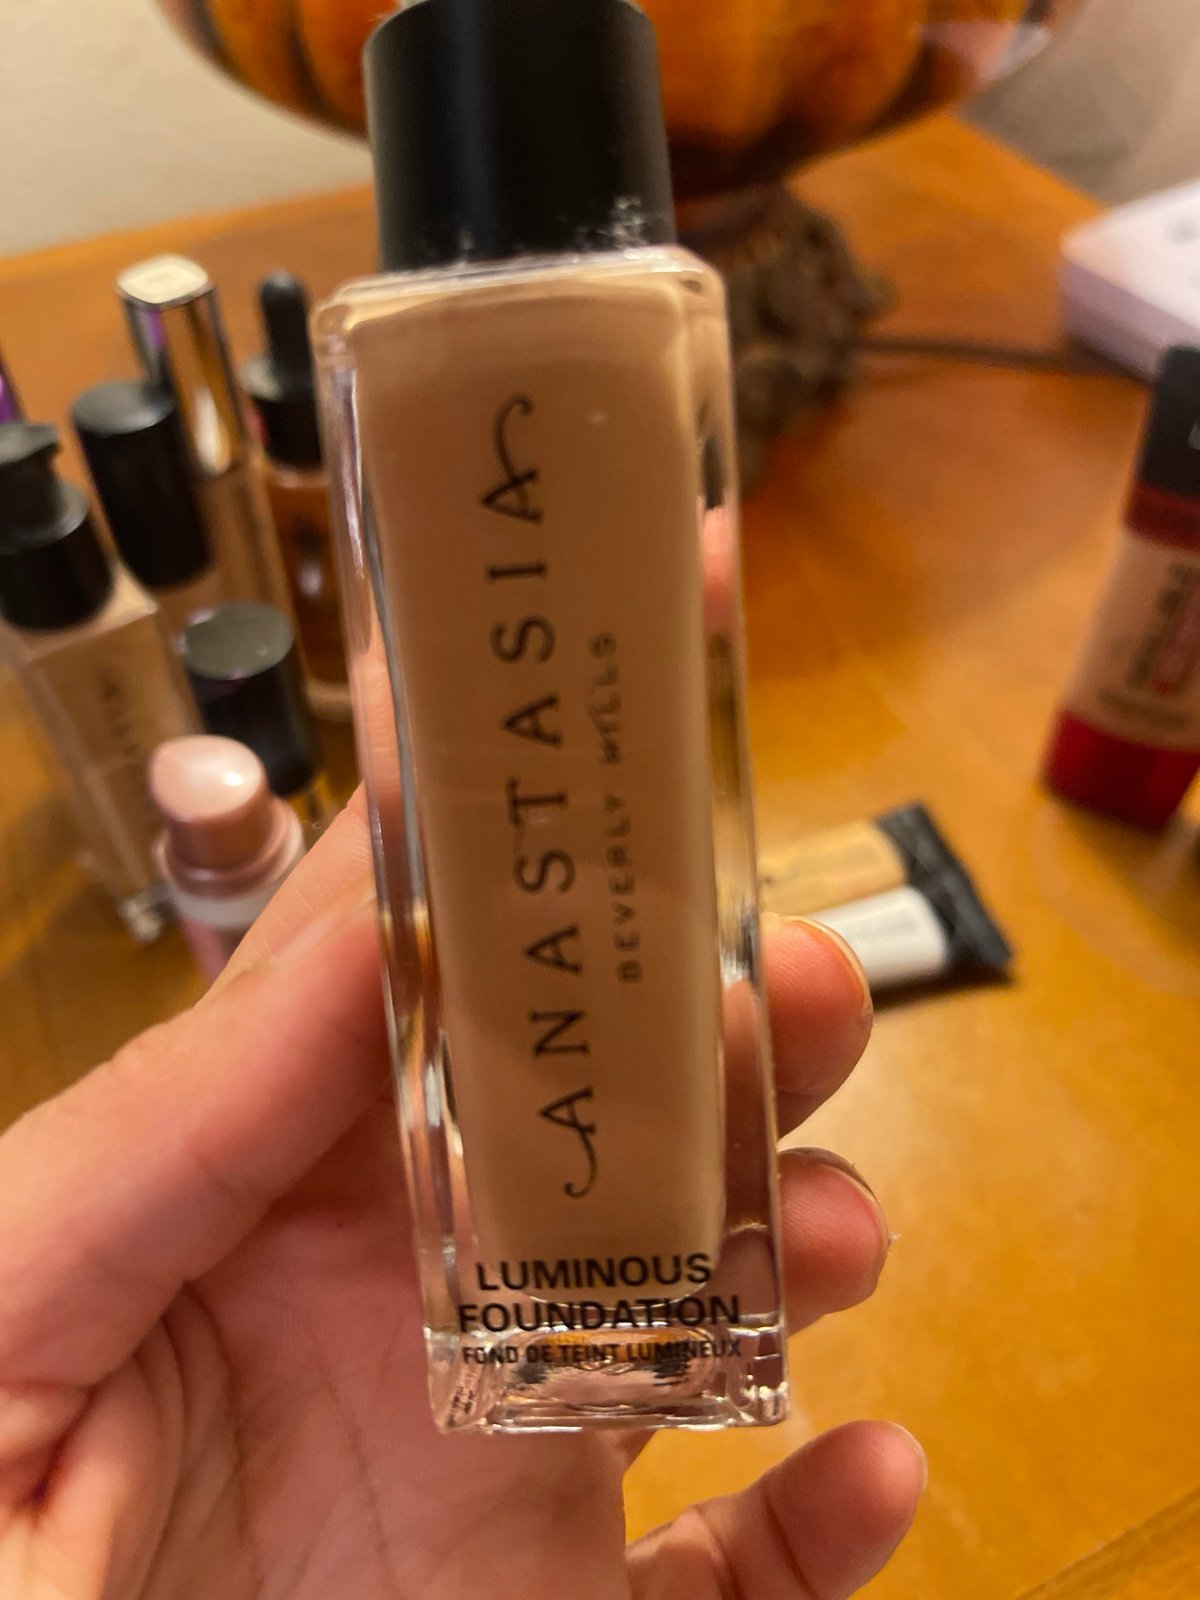 ANASTASIA
BEVERLY HILLS
LUMINOUS
FOUNDATION
FOND DE TEINT LUMINEUX